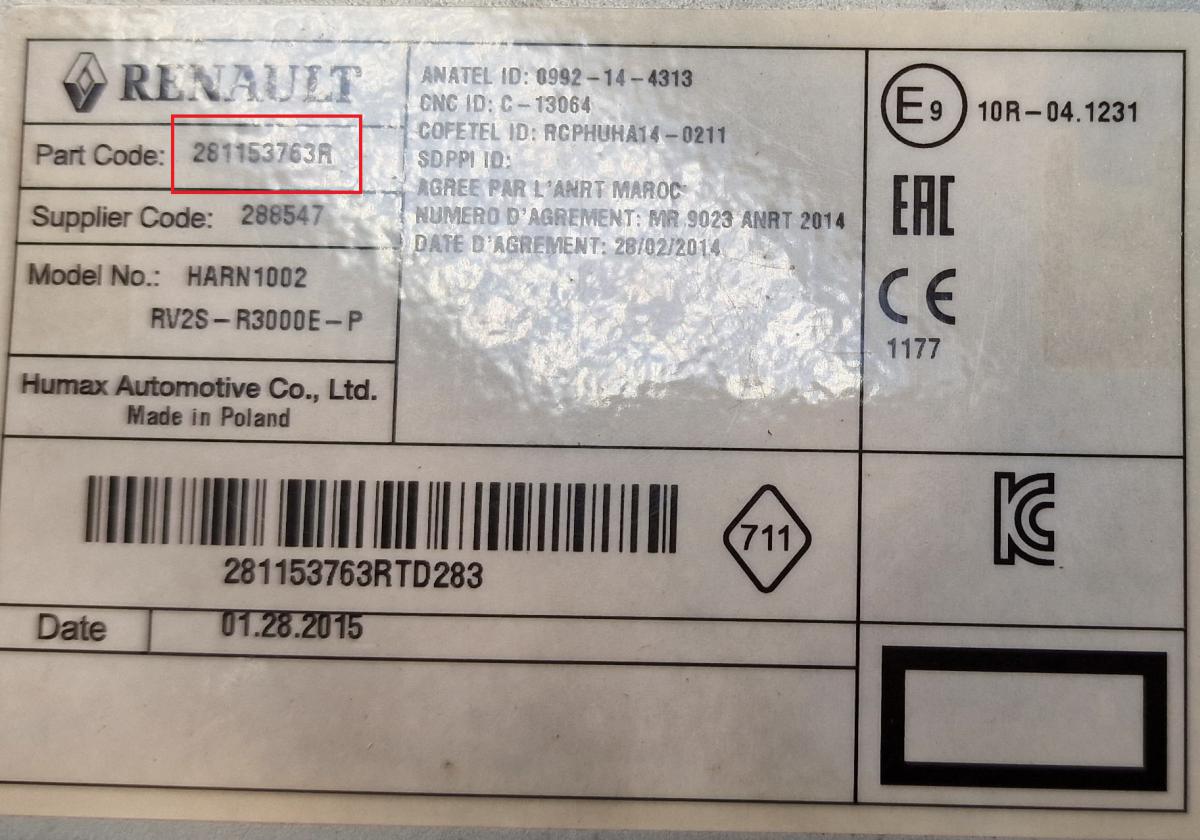 RENAULT
Part Code: 281153763R
Supplier Code: 288547
Model No.: HARN1002
RV2S-R3000E-P
Humax Automotive Co., Ltd.
Made in Poland
ANATEL ID: 0992-14-4313
CNC ID: C-13064
COFETEL ID: RCPHUHA14-0211
SDPPI ID:
AGREE PAR L'ANRT MAROC
NUMERO D'AGREMENT: MR 9023 ANRT 2014
DATE D'AGREMENT: 28/02/2014
E9 10R-04.1231
EAC
CE
1177
281153763RTD283
711
KC
Date 01.28.2015